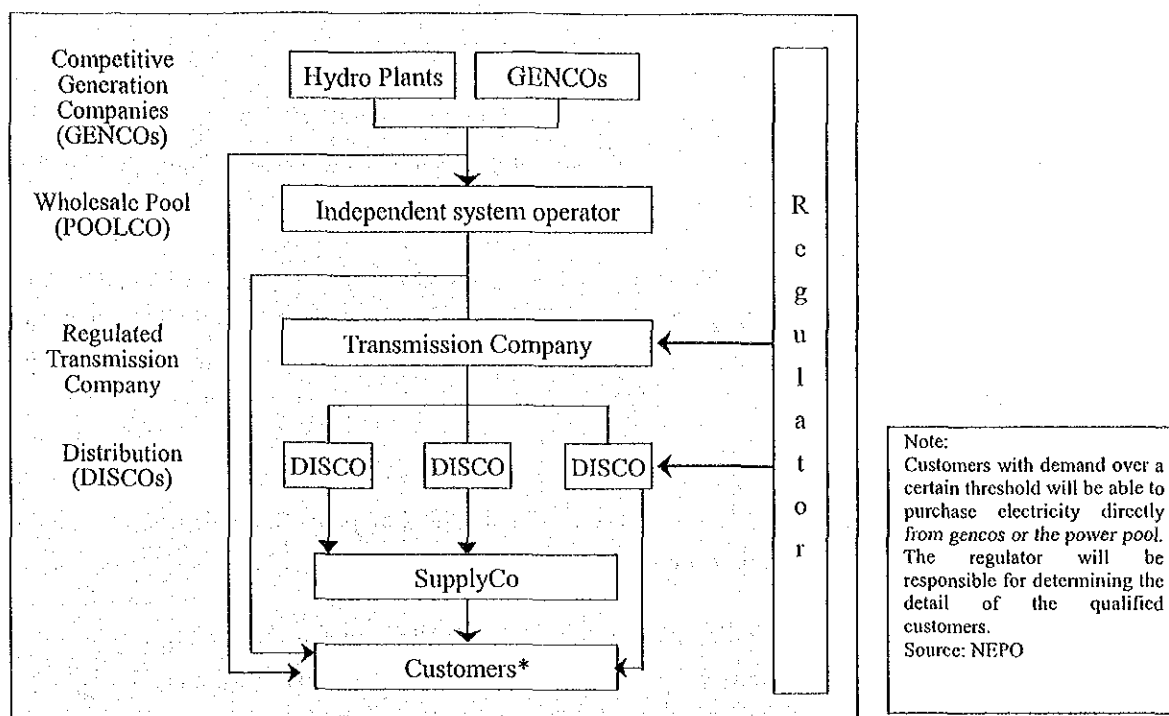 Competitive
Generation
Companies
(GENCOs)
Hydro Plants
GENCOs
Wholesale Pool
(POOLCO)
Independent system operator
Regulated
Transmission
Company
Transmission Company
Distribution
(DISCOs)
DISCO
DISCO
DISCO
SupplyCo
Customers*
R
e
g
u
l
a
t
o
r
Note:
Customers with demand over a
certain threshold will be able to
purchase electricity directly
from gencos or the power pool.
The regulator will be
responsible for determining the
detail of the qualified
customers.
Source: NEPO